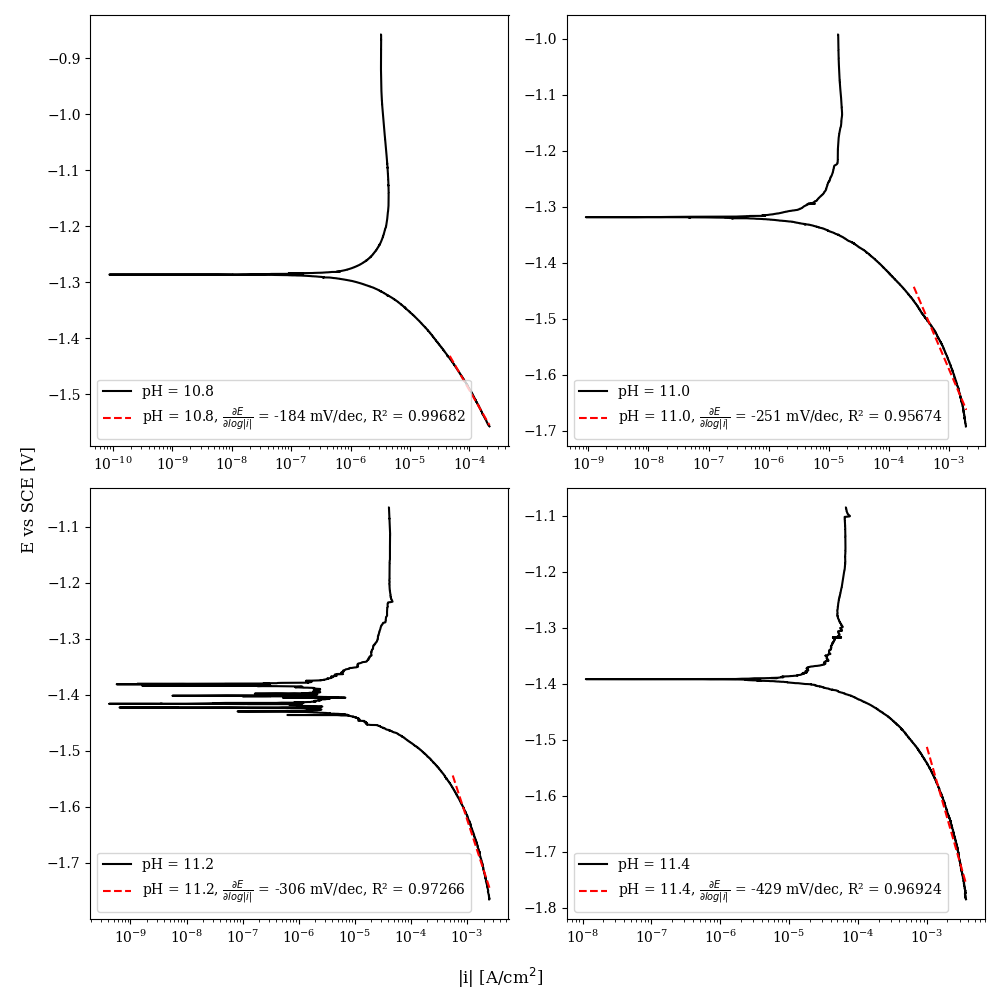 −0.9
−1.0
−1.1
−1.2
−1.3
−1.4
−1.5
10⁻¹⁰ 10⁻⁹ 10⁻⁸ 10⁻⁷ 10⁻⁶ 10⁻⁵ 10⁻⁴
pH = 10.8
pH = 10.8, ∂E/∂log|i| = -184 mV/dec, R² = 0.99682
−1.0
−1.1
−1.2
−1.3
−1.4
−1.5
−1.6
−1.7
10⁻⁹ 10⁻⁸ 10⁻⁷ 10⁻⁶ 10⁻⁵ 10⁻⁴ 10⁻³
pH = 11.0
pH = 11.0, ∂E/∂log|i| = -251 mV/dec, R² = 0.95674
E vs SCE [V]
−1.1
−1.2
−1.3
−1.4
−1.5
−1.6
−1.7
10⁻⁹ 10⁻⁸ 10⁻⁷ 10⁻⁶ 10⁻⁵ 10⁻⁴ 10⁻³
pH = 11.2
pH = 11.2, ∂E/∂log|i| = -306 mV/dec, R² = 0.97266
−1.1
−1.2
−1.3
−1.4
−1.5
−1.6
−1.7
−1.8
10⁻⁸ 10⁻⁷ 10⁻⁶ 10⁻⁵ 10⁻⁴ 10⁻³
pH = 11.4
pH = 11.4, ∂E/∂log|i| = -429 mV/dec, R² = 0.96924
|i| [A/cm²]